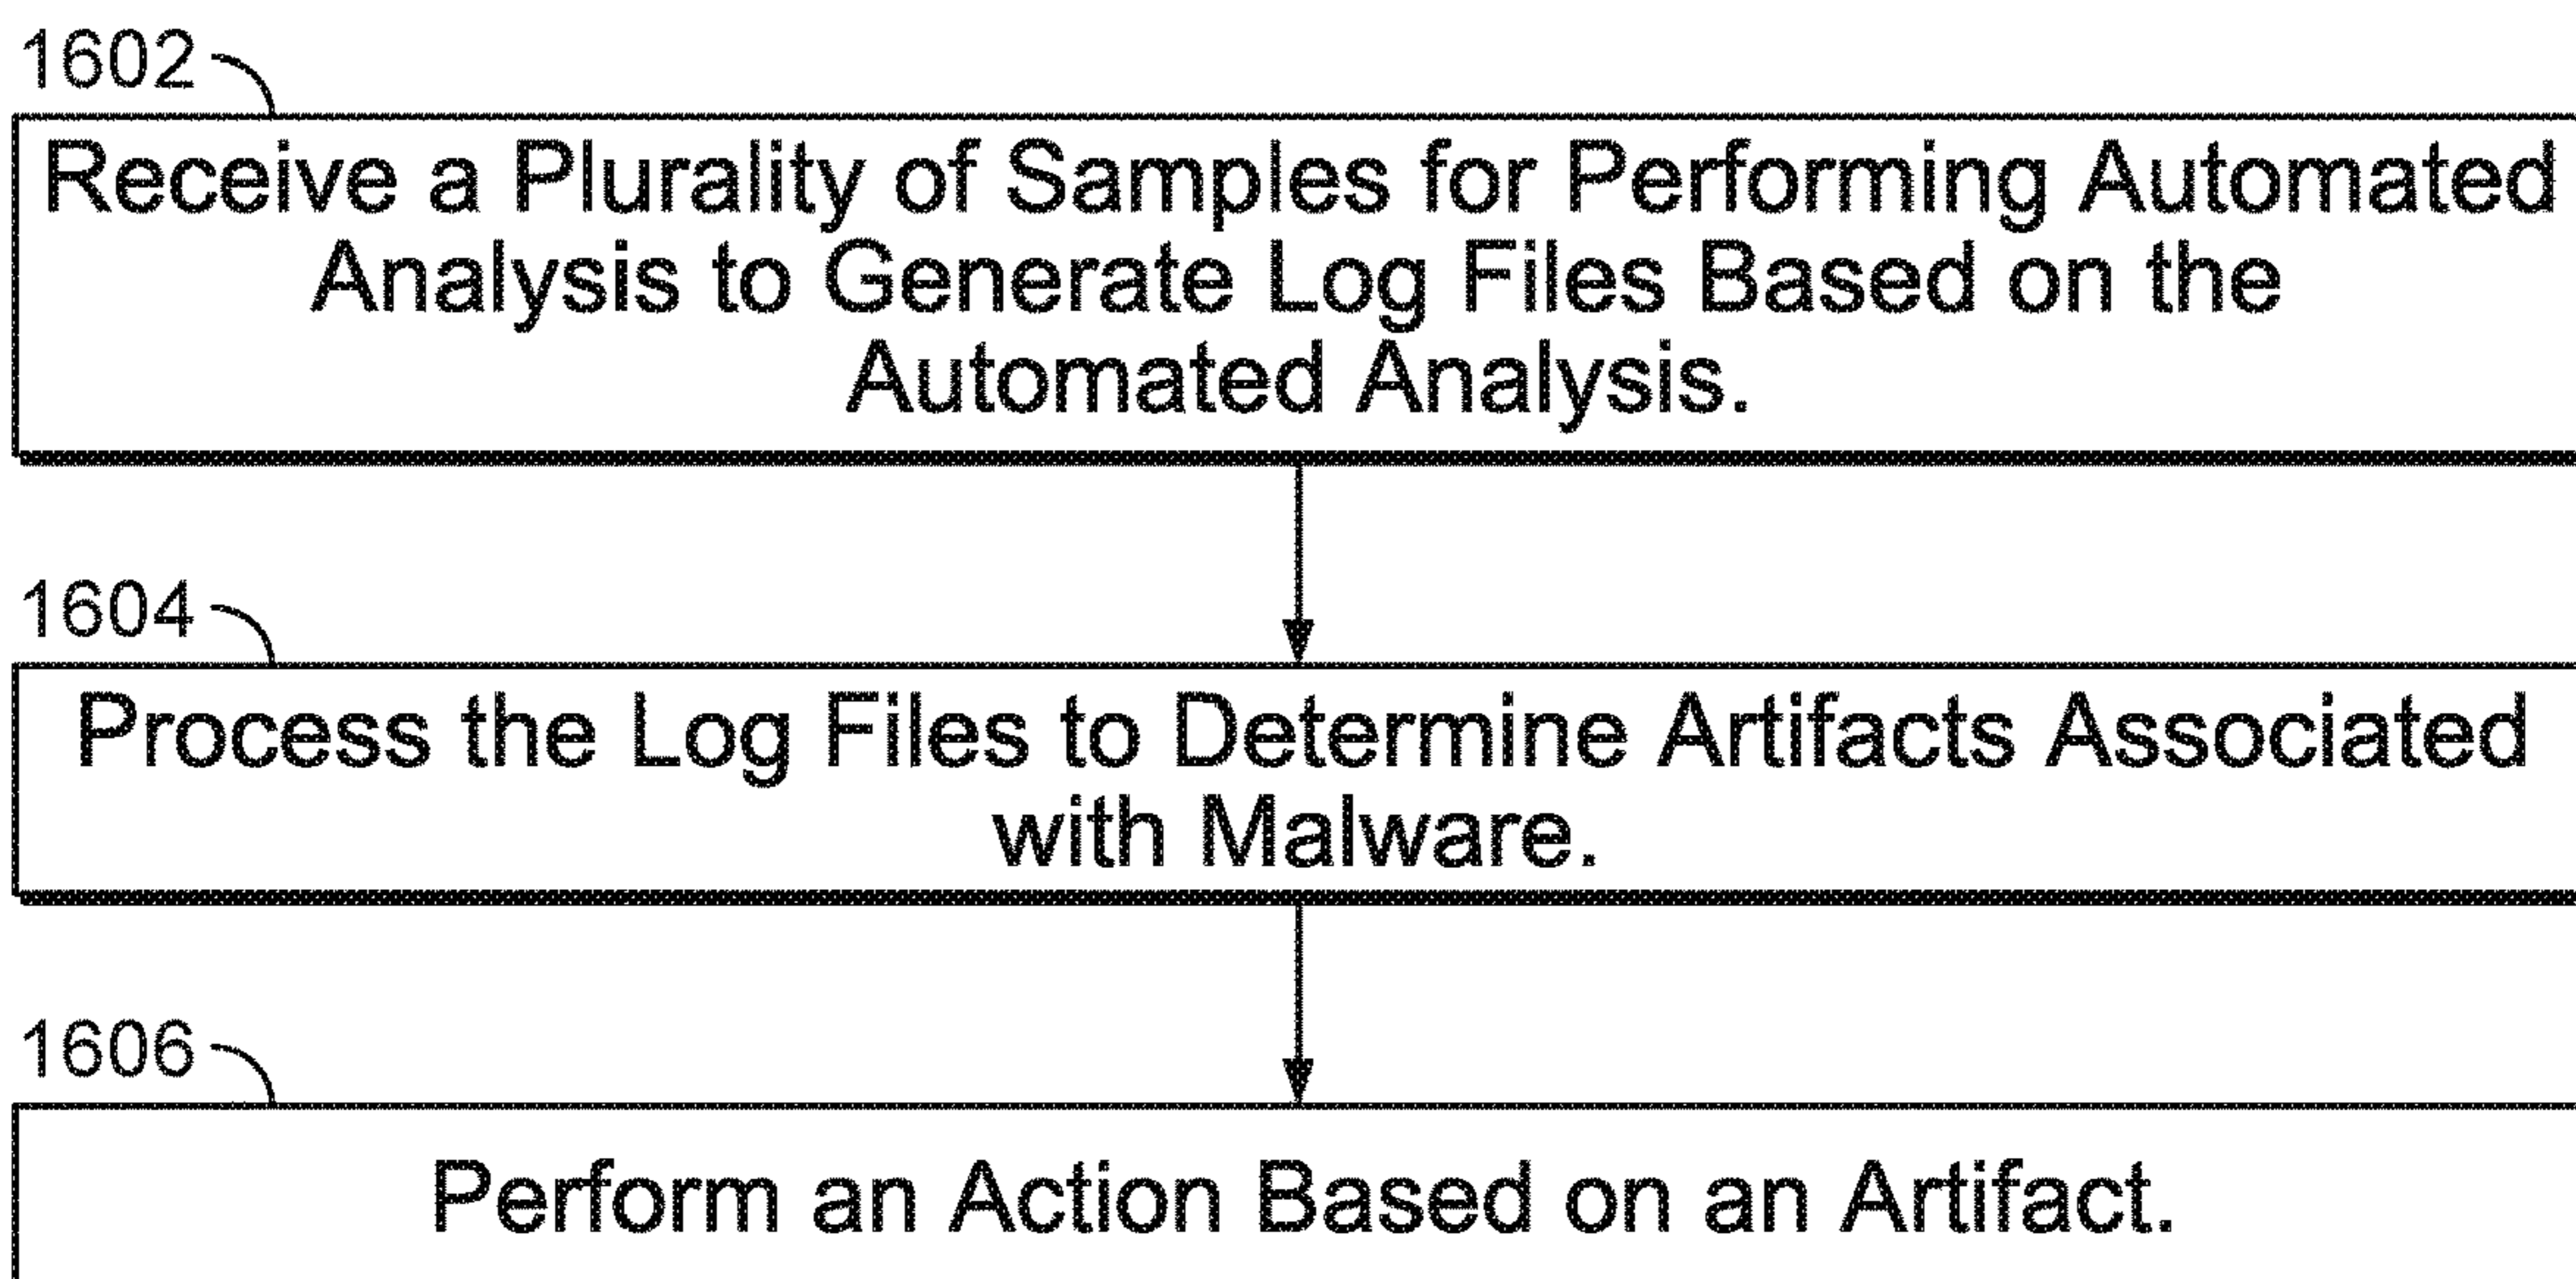 1602
Receive a Plurality of Samples for Performing Automated
Analysis to Generate Log Files Based on the
Automated Analysis.
1604
Process the Log Files to Determine Artifacts Associated
with Malware.
1606
Perform an Action Based on an Artifact.